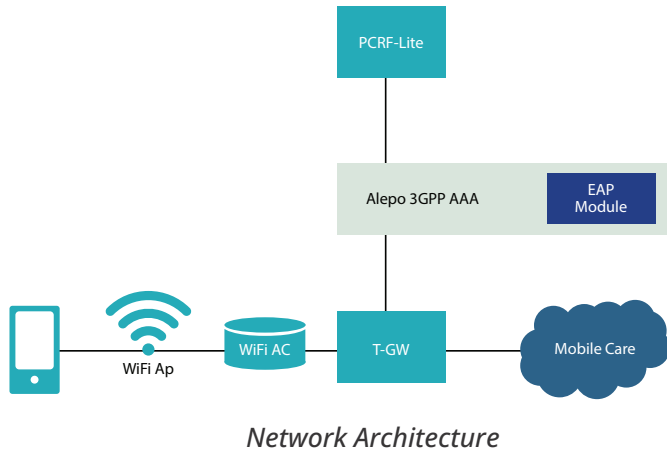 PCRF-Lite
Alepo 3GPP AAA
EAP
Module
WiFi Ap
WiFi AC
T-GW
Mobile Care
Network Architecture